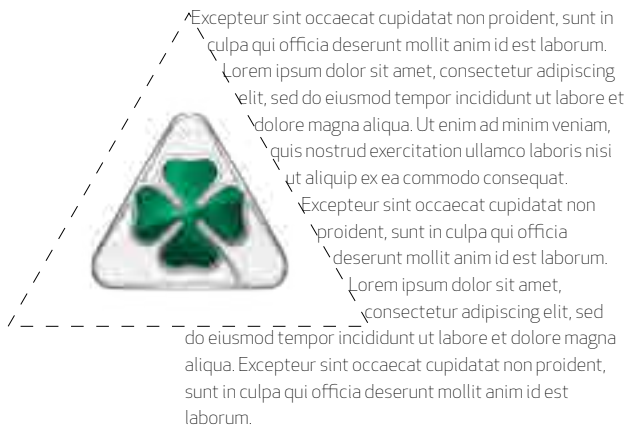 Excepteur sint occaecat cupidatat non proident, sunt in
culpa qui officia deserunt mollit anim id est laborum.
Lorem ipsum dolor sit amet, consectetur adipiscing
elit, sed do eiusmod tempor incididunt ut labore et
dolore magna aliqua. Ut enim ad minim veniam,
quis nostrud exercitation ullamco laboris nisi
ut aliquip ex ea commodo consequat.
Excepteur sint occaecat cupidatat non
proident, sunt in culpa qui officia
deserunt mollit anim id est laborum.
Lorem ipsum dolor sit amet,
consectetur adipiscing elit, sed
do eiusmod tempor incididunt ut labore et dolore magna
aliqua. Excepteur sint occaecat cupidatat non proident,
sunt in culpa qui officia deserunt mollit anim id est
laborum.